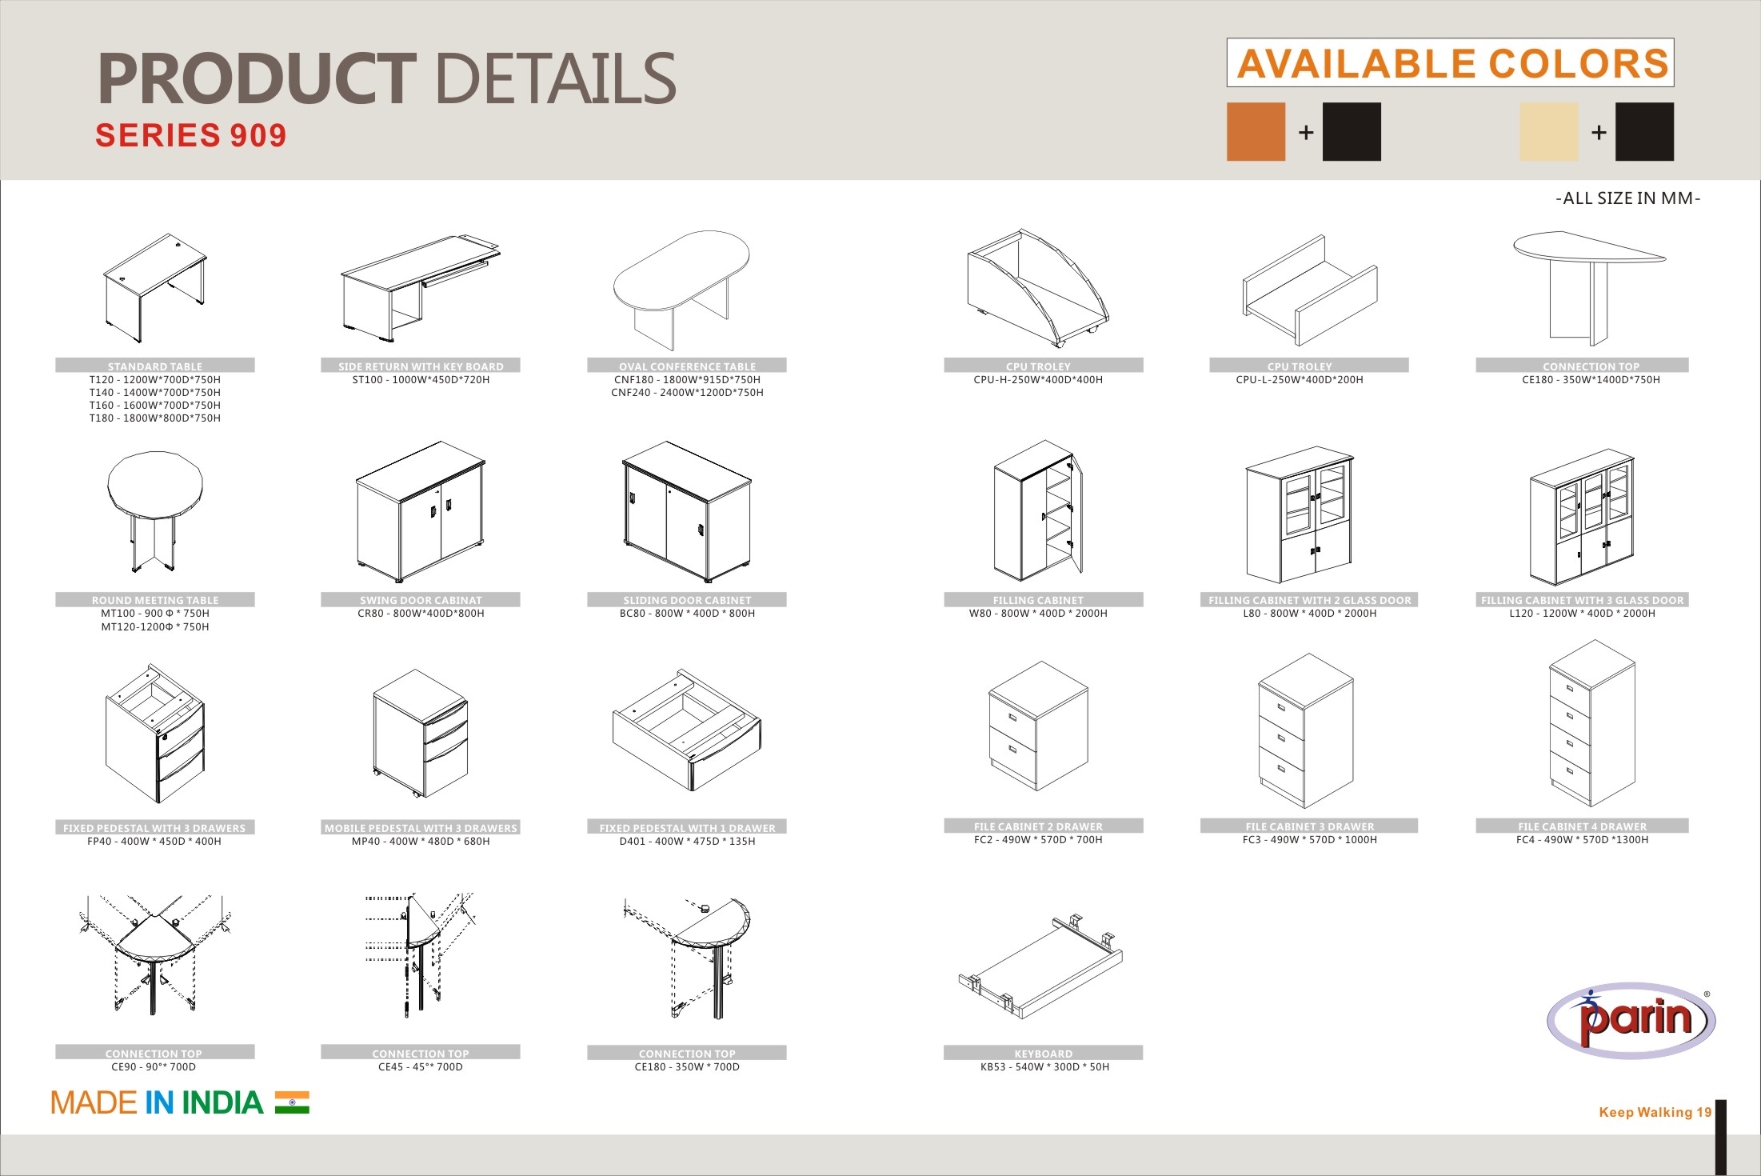 PRODUCT DETAILS
SERIES 909
AVAILABLE COLORS
+ +
-ALL SIZE IN MM-
STANDARD TABLE
T120 - 1200W*700D*750H
T140 - 1400W*700D*750H
T160 - 1600W*700D*750H
T180 - 1800W*800D*750H
SIDE RETURN WITH KEY BOARD
ST100 - 1000W*450D*720H
OVAL CONFERENCE TABLE
CNF180 - 1800W*915D*750H
CNF240 - 2400W*1200D*750H
CPU TROLEY
CPU-H-250W*400D*400H
CPU TROLEY
CPU-L-250W*400D*200H
CONNECTION TOP
CE180 - 350W*1400D*750H
ROUND MEETING TABLE
MT100 - 900 Φ * 750H
MT120-1200Φ * 750H
SWING DOOR CABINAT
CR80 - 800W*400D*800H
SLIDING DOOR CABINET
BC80 - 800W * 400D * 800H
FILLING CABINET
W80 - 800W * 400D * 2000H
FILLING CABINET WITH 2 GLASS DOOR
L80 - 800W * 400D * 2000H
FILLING CABINET WITH 3 GLASS DOOR
L120 - 1200W * 400D * 2000H
FIXED PEDESTAL WITH 3 DRAWERS
FP40 - 400W * 450D * 400H
MOBILE PEDESTAL WITH 3 DRAWERS
MP40 - 400W * 480D * 680H
FIXED PEDESTAL WITH 1 DRAWER
D401 - 400W * 475D * 135H
FILE CABINET 2 DRAWER
FC2 - 490W * 570D * 700H
FILE CABINET 3 DRAWER
FC3 - 490W * 570D * 1000H
FILE CABINET 4 DRAWER
FC4 - 490W * 570D *1300H
CONNECTION TOP
CE90 - 90°* 700D
CONNECTION TOP
CE45 - 45°* 700D
CONNECTION TOP
CE180 - 350W * 700D
KEYBOARD
KB53 - 540W * 300D * 50H
parin ®
MADE IN INDIA
Keep Walking 19